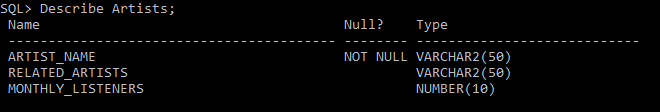 SQL> Describe Artists;
Name Null? Type
----------------------------------------- -------- ----------------------------
ARTIST_NAME NOT NULL VARCHAR2(50)
RELATED_ARTISTS VARCHAR2(50)
MONTHLY_LISTENERS NUMBER(10)